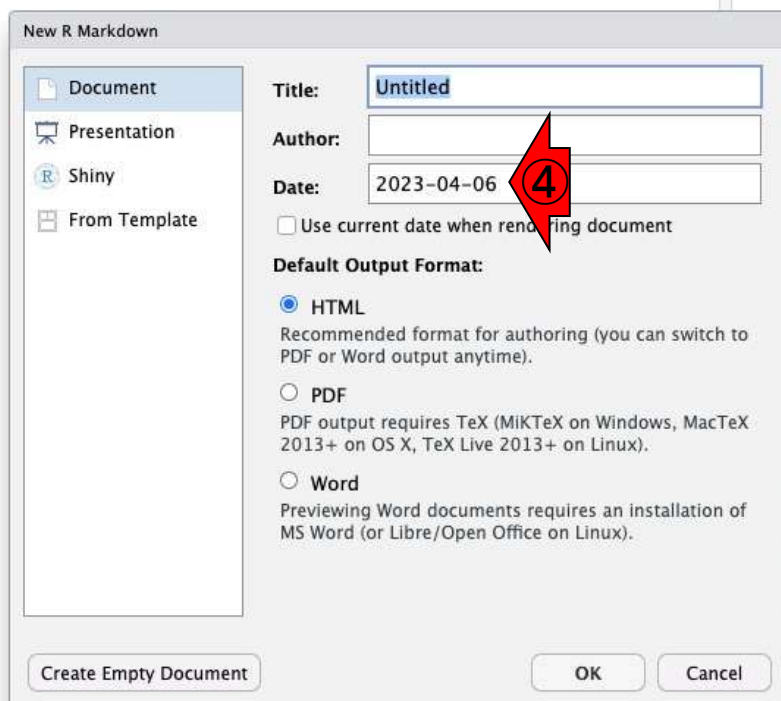 New R Markdown
Document
Presentation
R Shiny
From Template
Title: Untitled
Author:
Date: 2023-04-06
④
Use current date when rendering document
Default Output Format:
HTML
Recommended format for authoring (you can switch to
PDF or Word output anytime).
PDF
PDF output requires TeX (MiKTeX on Windows, MacTeX
2013+ on OS X, TeX Live 2013+ on Linux).
Word
Previewing Word documents requires an installation of
MS Word (or Libre/Open Office on Linux).
Create Empty Document
OK
Cancel